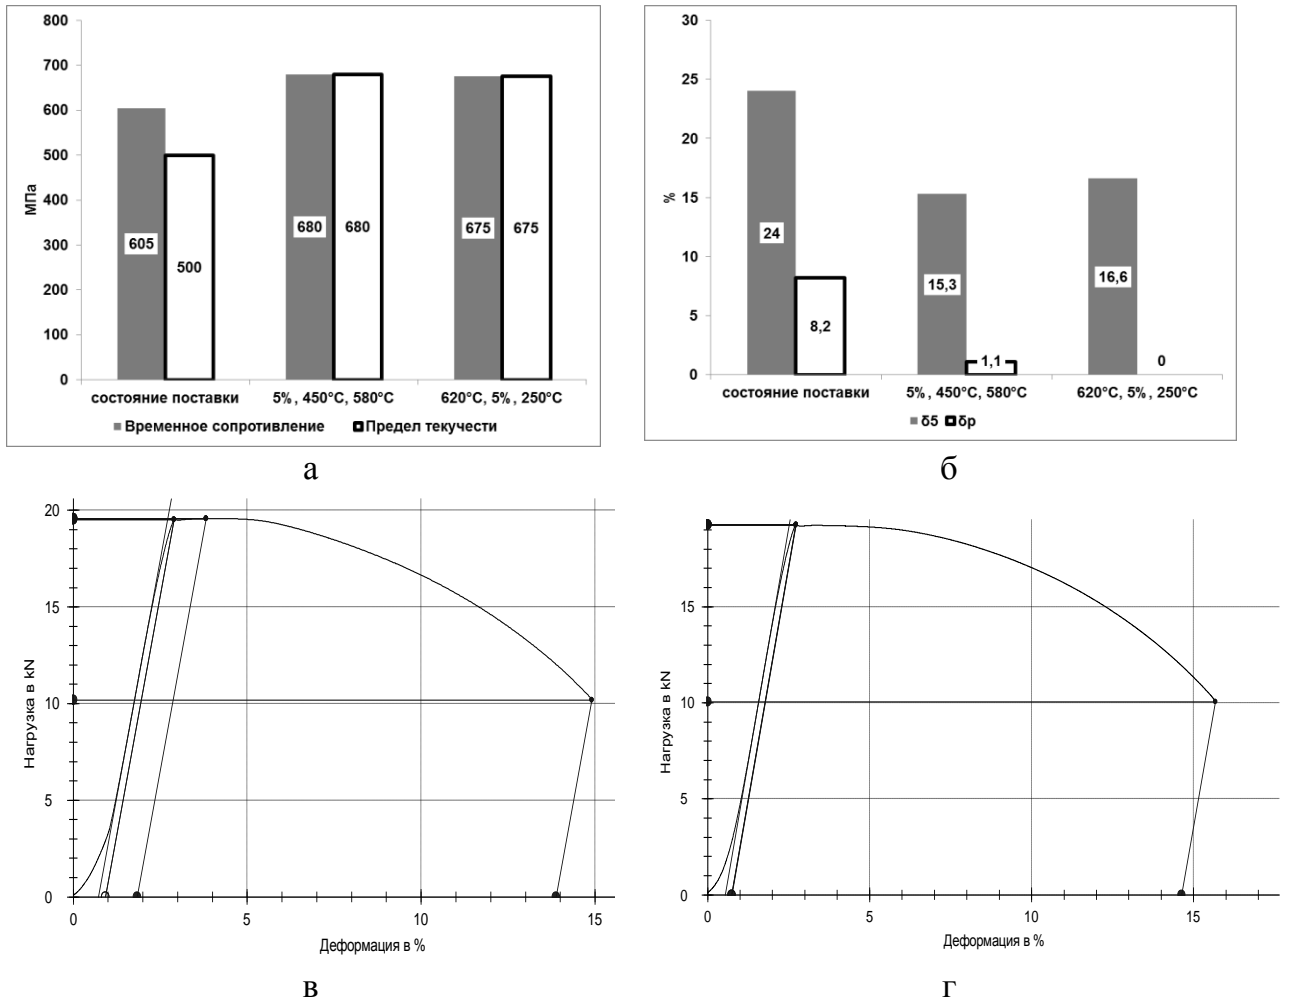 800
700
600
500
400
300
200
100
0
МПа
605
500
680
680
675
675
состояние поставки
5%, 450°С, 580°С
620°С, 5%, 250°С
Временное сопротивление
Предел текучести
а
30
25
20
15
10
5
0
%
24
8,2
15,3
1,1
16,6
0
состояние поставки
5%, 450°С, 580°С
620°С, 5%, 250°С
δ5
δр
б
20
15
10
5
0
Нагрузка в kN
0
5
10
15
Деформация в %
в
15
10
5
0
Нагрузка в kN
0
5
10
15
Деформация в %
г